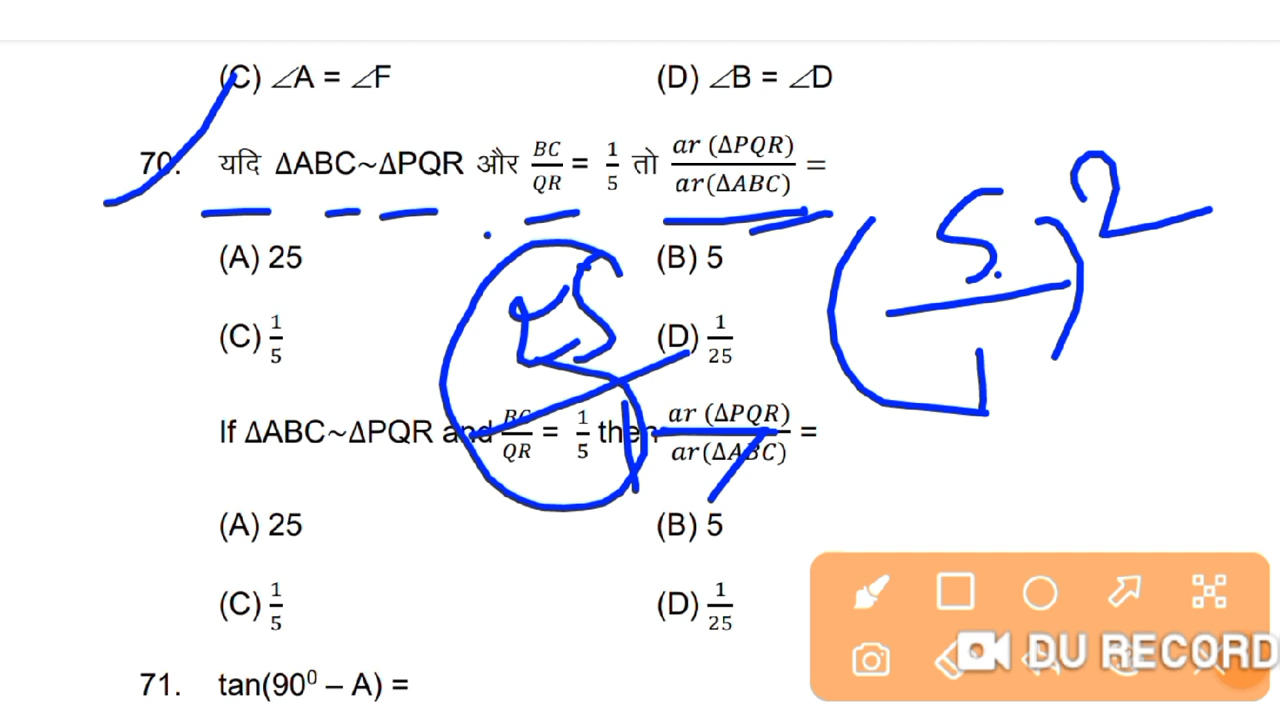 (C) ∠A = ∠F (D) ∠B = ∠D
70. यदि ΔABC~ΔPQR और BC/QR = 1/5 तो ar (ΔPQR)/ar(ΔABC) =
(A) 25 (B) 5
(C) 1/5 (D) 1/25
(5/1)2
25/1
If ΔABC~ΔPQR and BC/QR = 1/5 then ar (ΔPQR)/ar(ΔABC) =
(A) 25 (B) 5
(C) 1/5 (D) 1/25
DU RECORD
71. tan(90⁰ – A) =